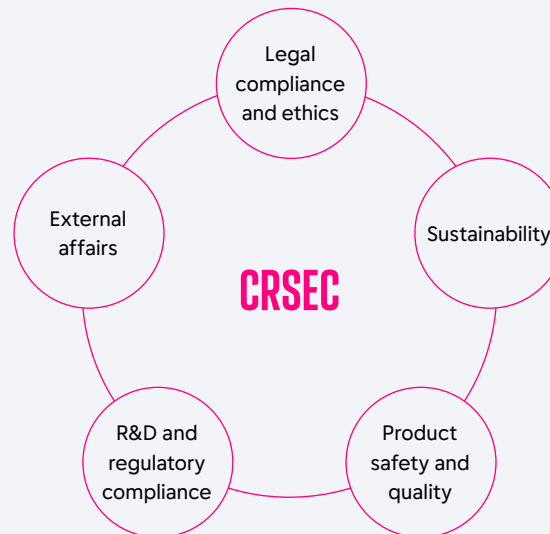 Legal
compliance
and ethics
External
affairs
Sustainability
CRSEC
R&D and
regulatory
compliance
Product
safety and
quality